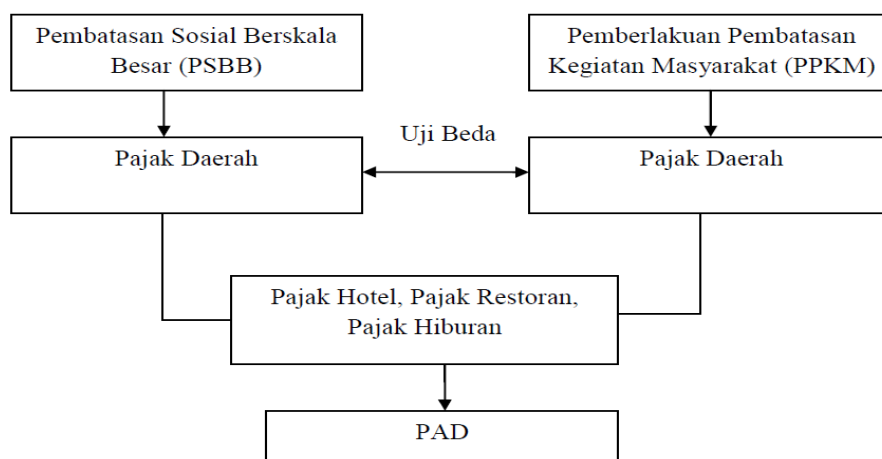 Pembatasan Sosial Berskala
Besar (PSBB)
Pemberlakuan Pembatasan
Kegiatan Masyarakat (PPKM)
Uji Beda
Pajak Daerah
Pajak Daerah
Pajak Hotel, Pajak Restoran,
Pajak Hiburan
PAD